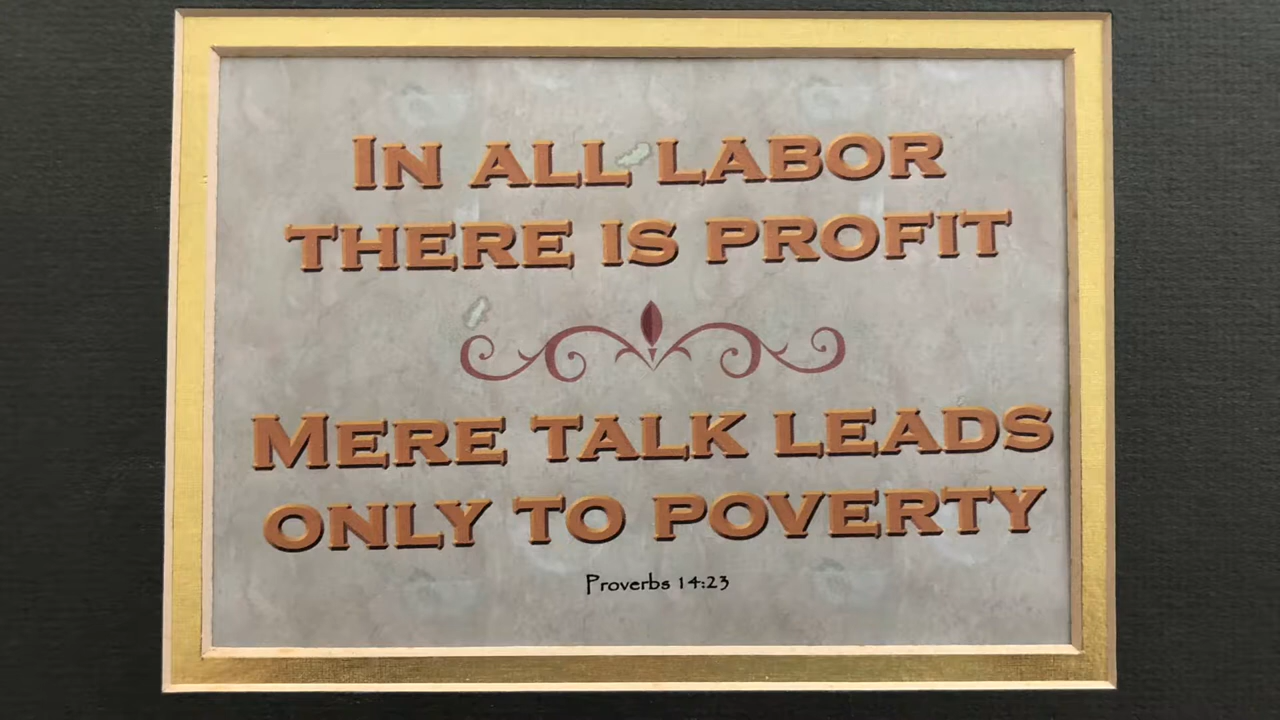 IN ALL LABOR
THERE IS PROFIT
MERE TALK LEADS
ONLY TO POVERTY
Proverbs 14:23